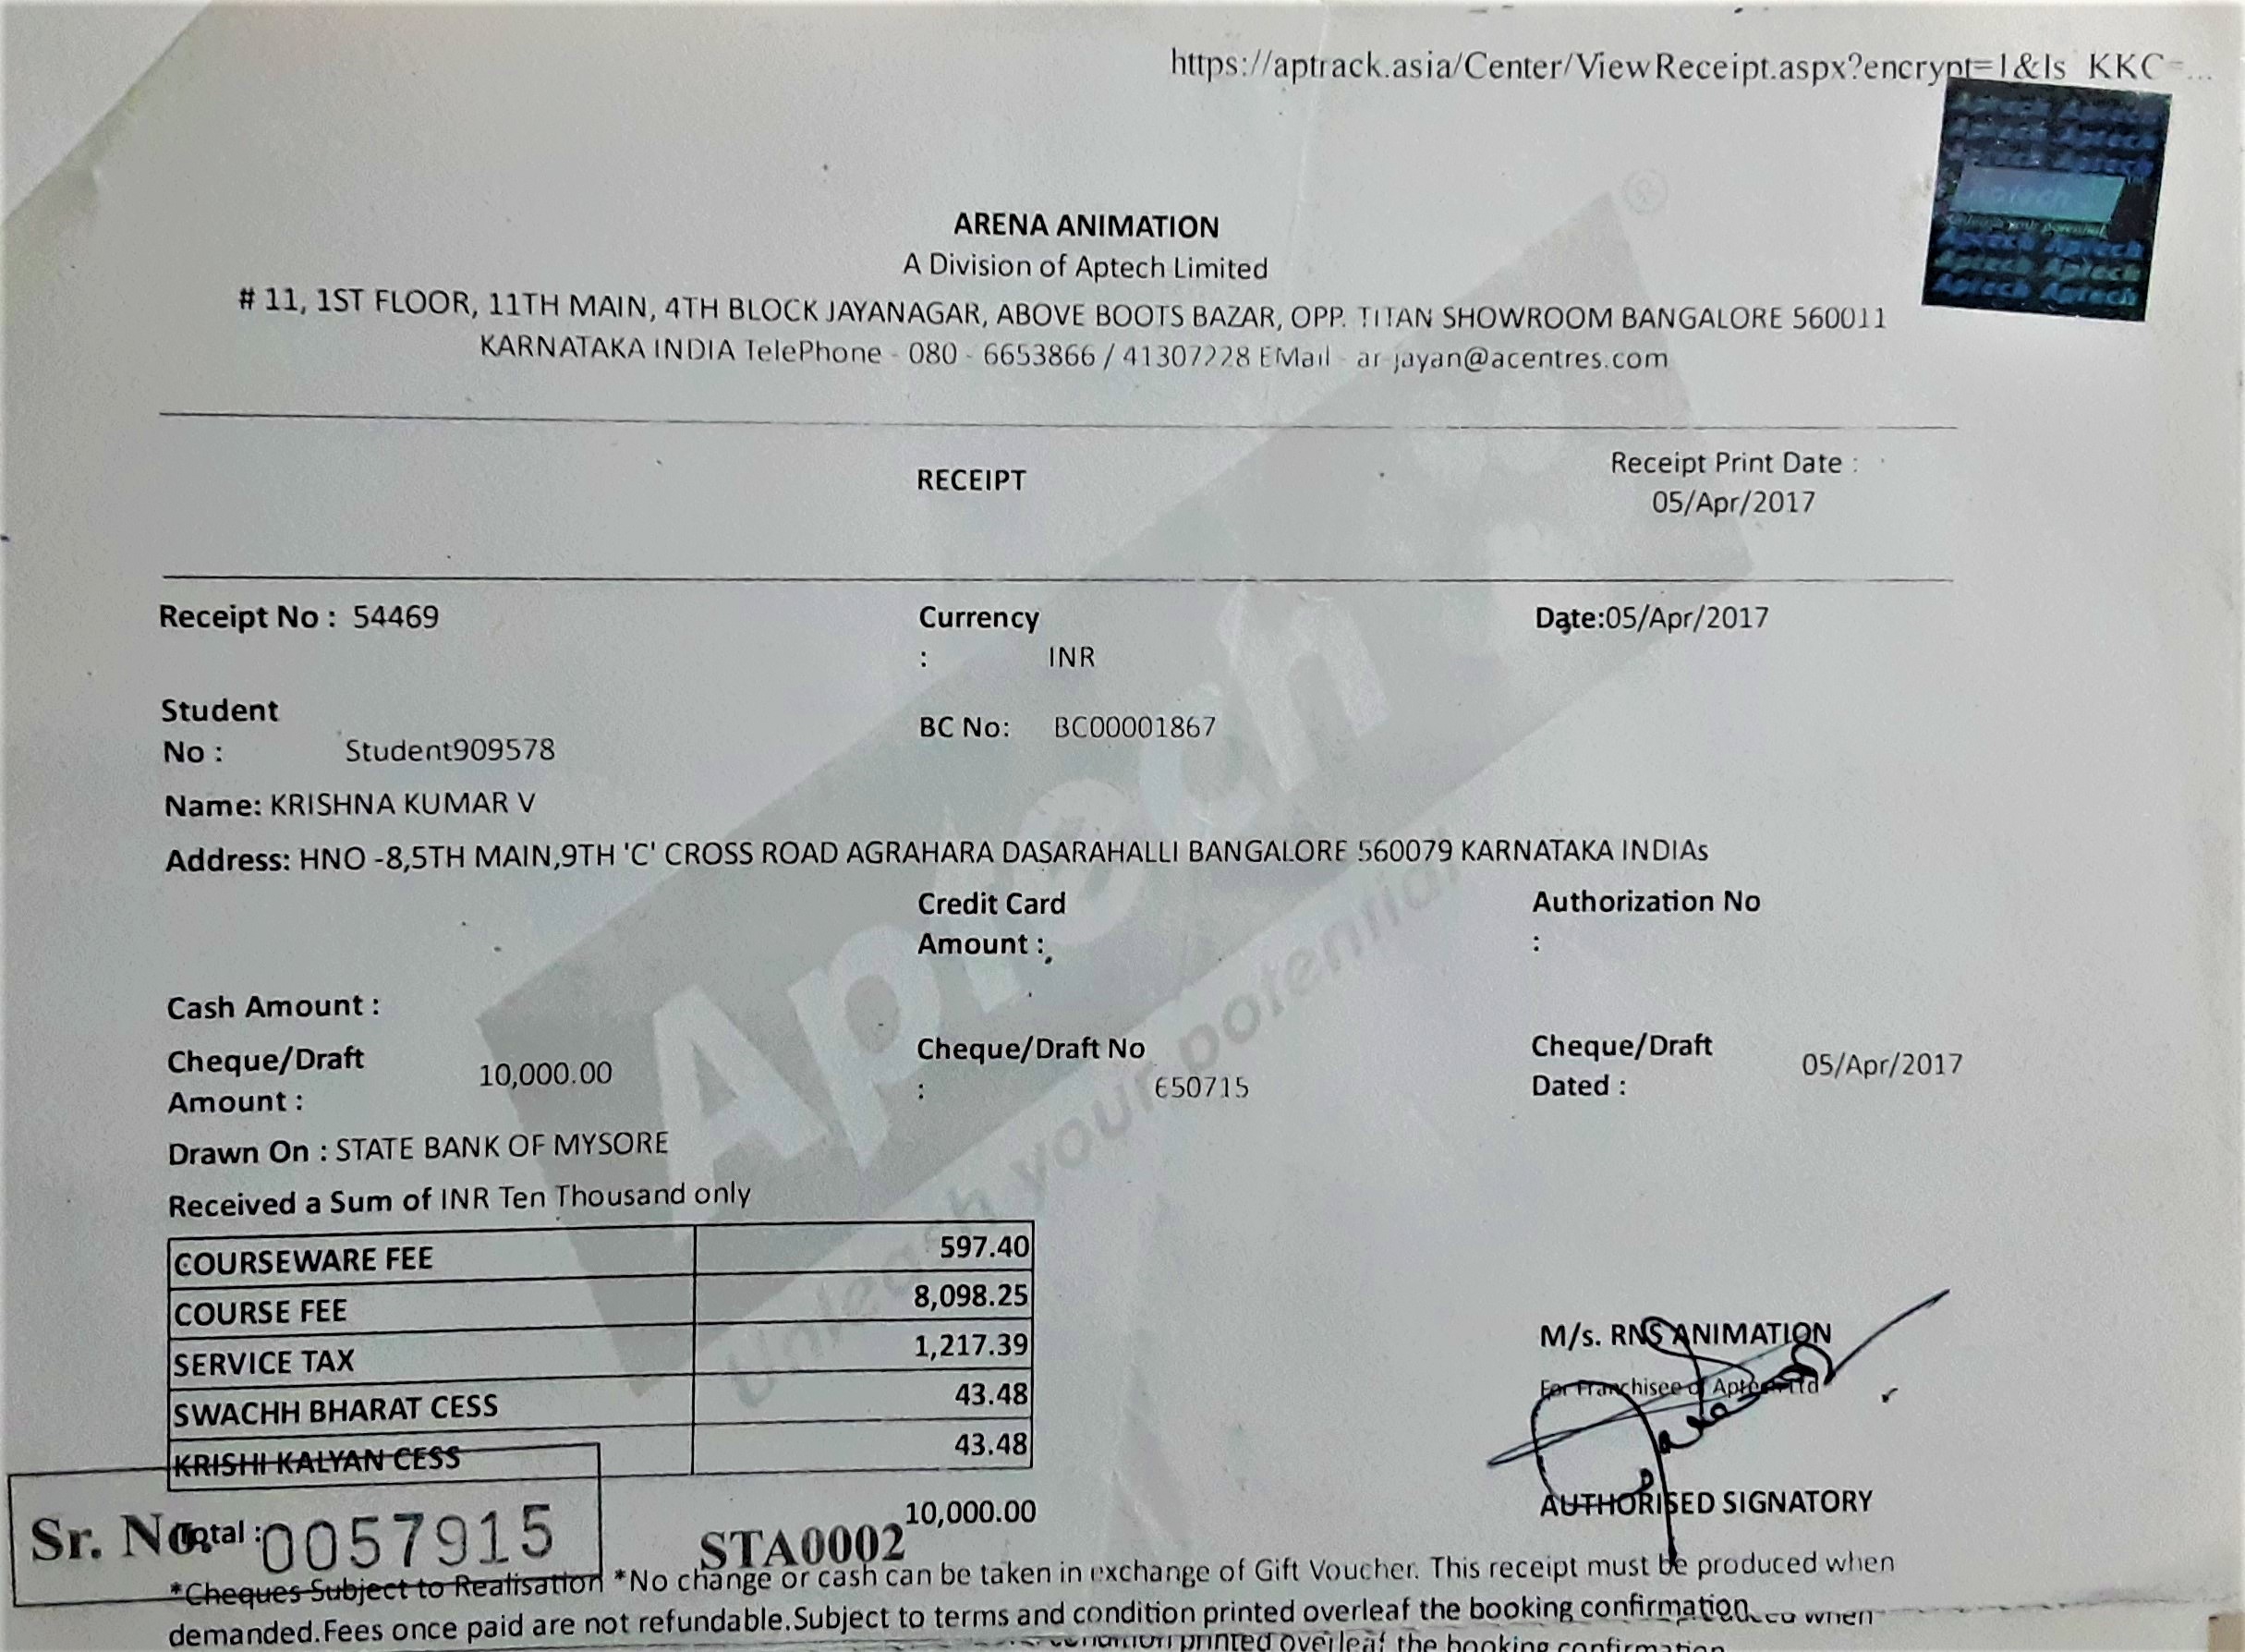 https://aptrack.asia/Center/ViewReceipt.aspx?encrypt=1&Is_KKC=...
Aptech
ARENA ANIMATION
A Division of Aptech Limited
# 11, 1ST FLOOR, 11TH MAIN, 4TH BLOCK JAYANAGAR, ABOVE BOOTS BAZAR, OPP. TITAN SHOWROOM BANGALORE 560011
KARNATAKA INDIA TelePhone - 080 - 6653866 / 41307228 EMail - ar-jayan@acentres.com
RECEIPT
Receipt Print Date :
05/Apr/2017
Receipt No : 54469 Currency : INR Date:05/Apr/2017
Student No : Student909578 BC No: BC00001867
Name: KRISHNA KUMAR V
Address: HNO -8,5TH MAIN,9TH 'C' CROSS ROAD AGRAHARA DASARAHALLI BANGALORE 560079 KARNATAKA INDIAs
Credit Card Amount : Authorization No :
Cash Amount :
Cheque/Draft Amount : 10,000.00 Cheque/Draft No : 650715 Cheque/Draft Dated : 05/Apr/2017
Drawn On : STATE BANK OF MYSORE
Received a Sum of INR Ten Thousand only
COURSEWARE FEE 597.40
COURSE FEE 8,098.25
SERVICE TAX 1,217.39
SWACHH BHARAT CESS 43.48
KRISHI KALYAN CESS 43.48
Total : 10,000.00
Sr. No. 0057915
STA0002
M/s. RNS ANIMATION
For Franchisee of Aptech Ltd
AUTHORISED SIGNATORY
*Cheques Subject to Realisation *No change or cash can be taken in exchange of Gift Voucher. This receipt must be produced when
demanded.Fees once paid are not refundable.Subject to terms and condition printed overleaf the booking confirmation.
Aptech ®
Unleash your potential